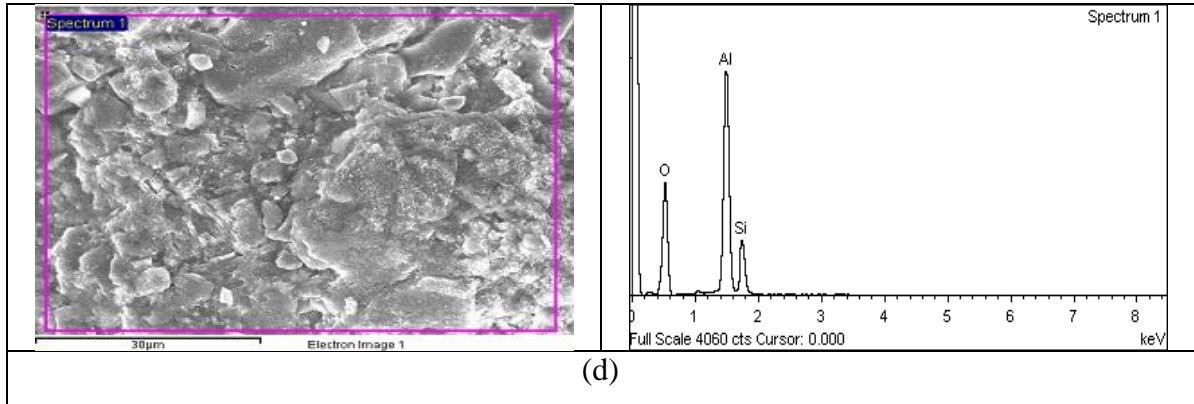 Spectrum 1
30μm Electron Image 1
Spectrum 1
Al
O
Si
0 1 2 3 4 5 6 7 8
Full Scale 4060 cts Cursor: 0.000 keV
(d)